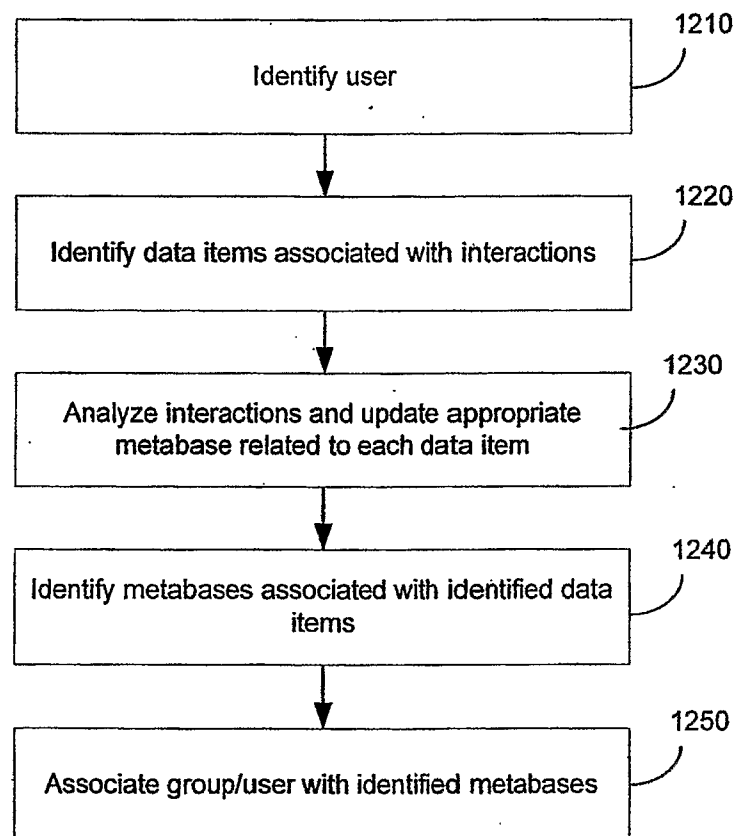 1210
Identify user
1220
Identify data items associated with interactions
1230
Analyze interactions and update appropriate
metabase related to each data item
1240
Identify metabases associated with identified data
items
1250
Associate group/user with identified metabases